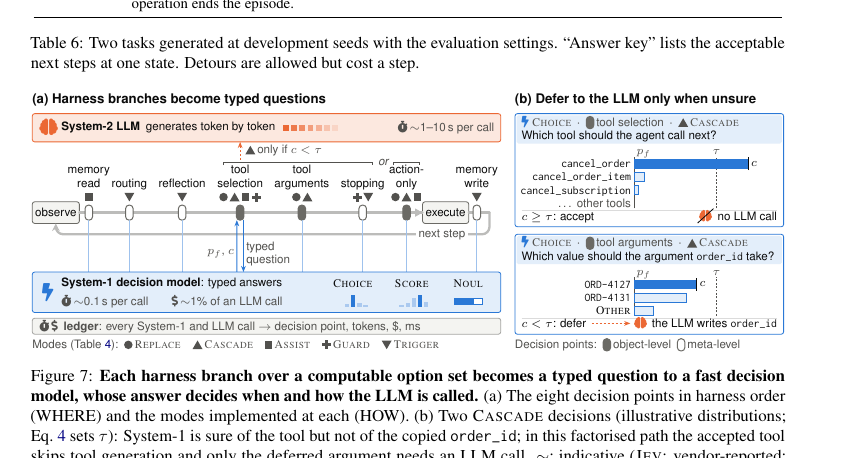 operation ends the episode.
Table 6: Two tasks generated at development seeds with the evaluation settings. “Answer key” lists the acceptable
next steps at one state. Detours are allowed but cost a step.
(a) Harness branches become typed questions
System-2 LLM generates token by token
∼1–10 s per call
▲only if c < τ
or
memory
read
■
routing
▼
reflection
▼
tool
selection
●▲■✚
tool
arguments
●▲
stopping
✚▼
action-
only
●▲■
memory
write
▼
observe
execute
next step
p_f, c
typed
question
System-1 decision model: typed answers
∼0.1 s per call
$∼1% of an LLM call
CHOICE
SCORE
NOUL
$ ledger: every System-1 and LLM call → decision point, tokens, $, ms
Modes (Table 4): ●REPLACE ▲CASCADE ■ASSIST ✚GUARD ▼TRIGGER
(b) Defer to the LLM only when unsure
CHOICE · tool selection · ▲CASCADE
Which tool should the agent call next?
p_f
τ
cancel_order
c
cancel_order_item
cancel_subscription
... other tools
c ≥ τ: accept
no LLM call
CHOICE · tool arguments · ▲CASCADE
Which value should the argument order_id take?
p_f
τ
ORD-4127
c
ORD-4131
OTHER
c < τ: defer
the LLM writes order_id
Decision points: object-level meta-level
Figure 7: Each harness branch over a computable option set becomes a typed question to a fast decision
model, whose answer decides when and how the LLM is called. (a) The eight decision points in harness order
(WHERE) and the modes implemented at each (HOW). (b) Two CASCADE decisions (illustrative distributions;
Eq. 4 sets τ): System-1 is sure of the tool but not of the copied order_id; in this factorised path the accepted tool
skips tool generation and only the deferred argument needs an LLM call. ∼: indicative (JEV; vendor-reported;